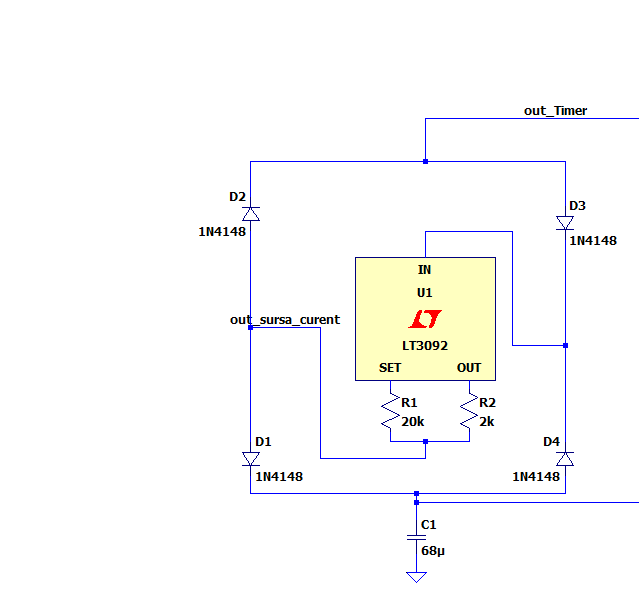 out_Timer
D2
1N4148
D3
1N4148
IN
U1
out_sursa_curent
LT3092
SET OUT
R1
20k
R2
2k
D1
1N4148
D4
1N4148
C1
68µ